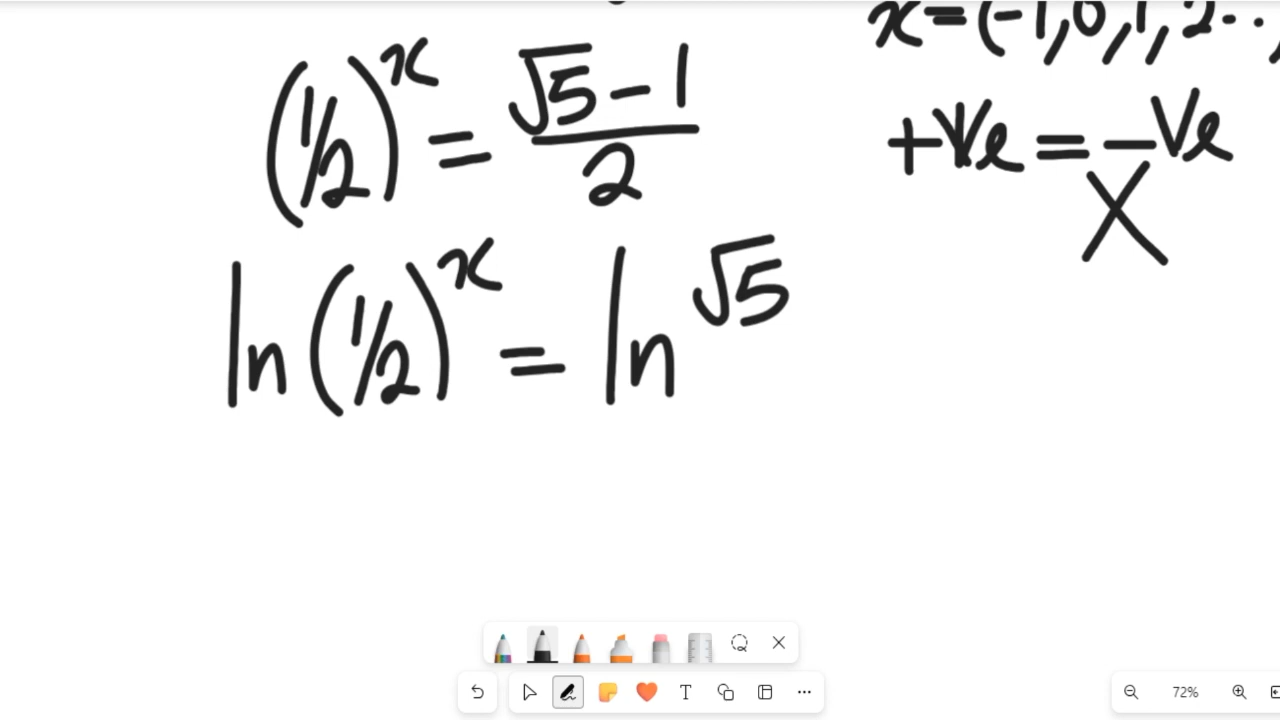 x=(-1,0,1,2..,
(1/2)^x = (√5 - 1)/2
+Ve = -Ve
X
ln(1/2)^x = ln √5
T
72%